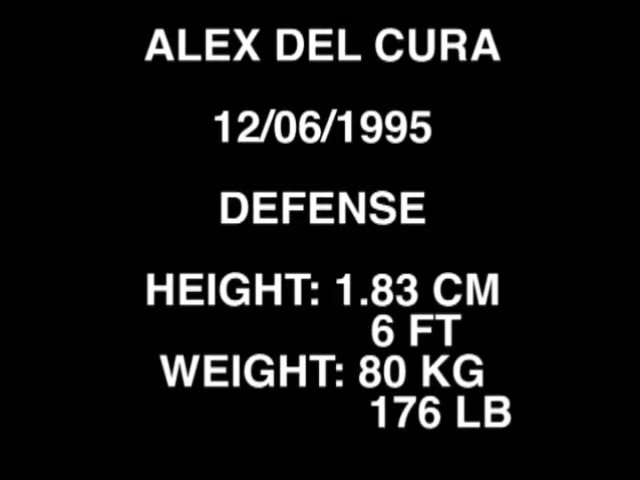 ALEX DEL CURA
12/06/1995
DEFENSE
HEIGHT: 1.83 CM
6 FT
WEIGHT: 80 KG
176 LB